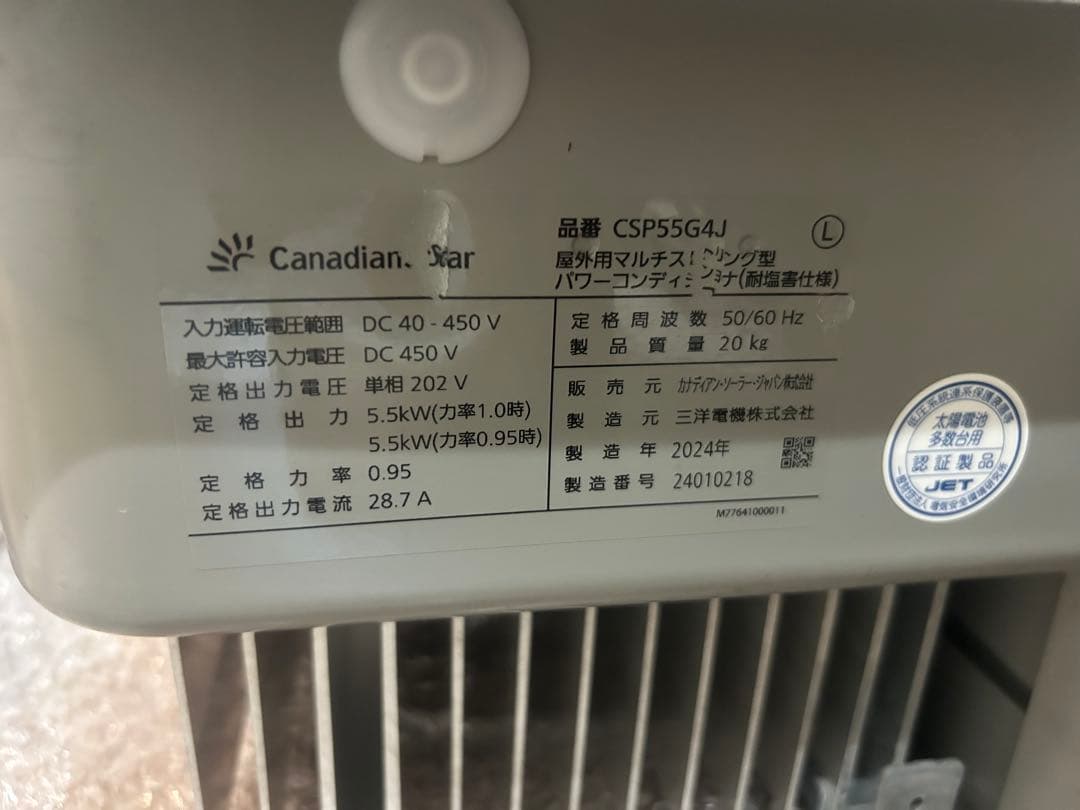 Canadian Star
品番 CSP55G4J
L
屋外用マルチストリング型
パワーコンディショナ(耐塩害仕様)
入力運転電圧範囲 DC 40 - 450 V
最大許容入力電圧 DC 450 V
定格出力電圧 単相 202 V
定格出力 5.5kW(力率1.0時)
5.5kW(力率0.95時)
定格力率 0.95
定格出力電流 28.7 A
定格周波数 50/60 Hz
製品質量 20 kg
販売元 カナディアン・ソーラー・ジャパン株式会社
製造元 三洋電機株式会社
製造年 2024年
製造番号 24010218
M77641000011
太陽電池
多数台用
認証製品
JET